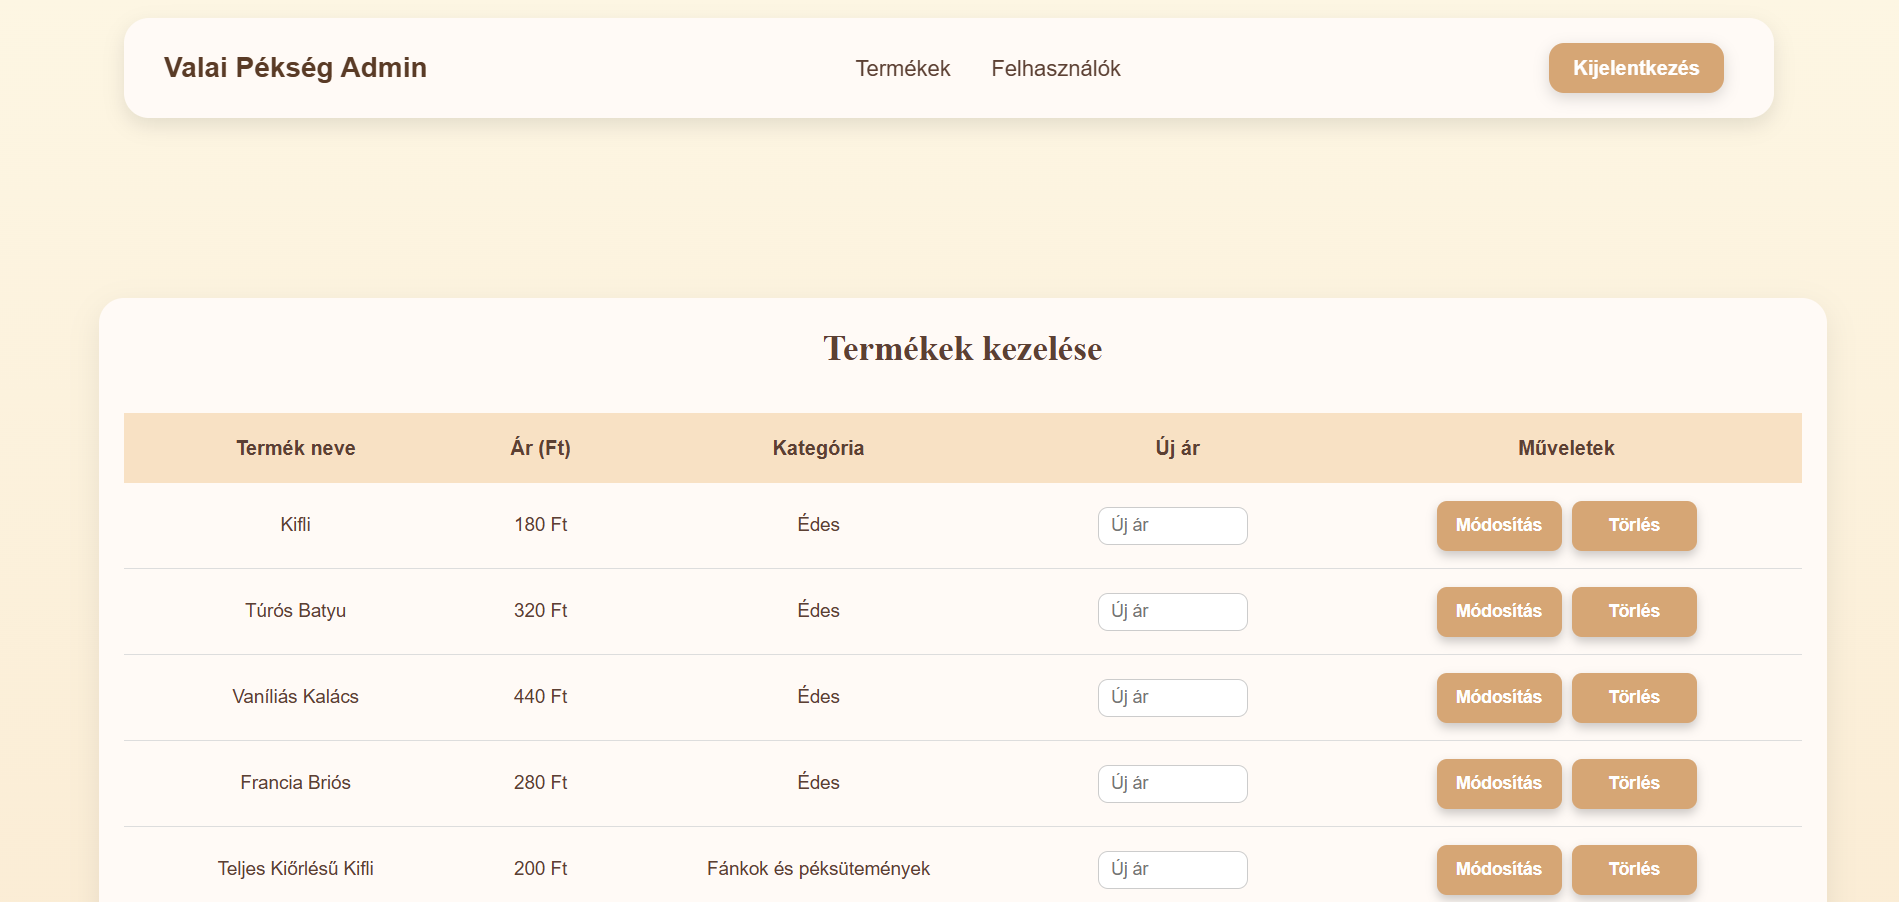 Valai Pékség Admin
Termékek Felhasználók
Kijelentkezés
Termékek kezelése
Termék neve Ár (Ft) Kategória Új ár Műveletek
Kifli 180 Ft Édes Új ár Módosítás Törlés
Túrós Batyu 320 Ft Édes Új ár Módosítás Törlés
Vaníliás Kalács 440 Ft Édes Új ár Módosítás Törlés
Francia Briós 280 Ft Édes Új ár Módosítás Törlés
Teljes Kiőrlésű Kifli 200 Ft Fánkok és péksütemények Új ár Módosítás Törlés